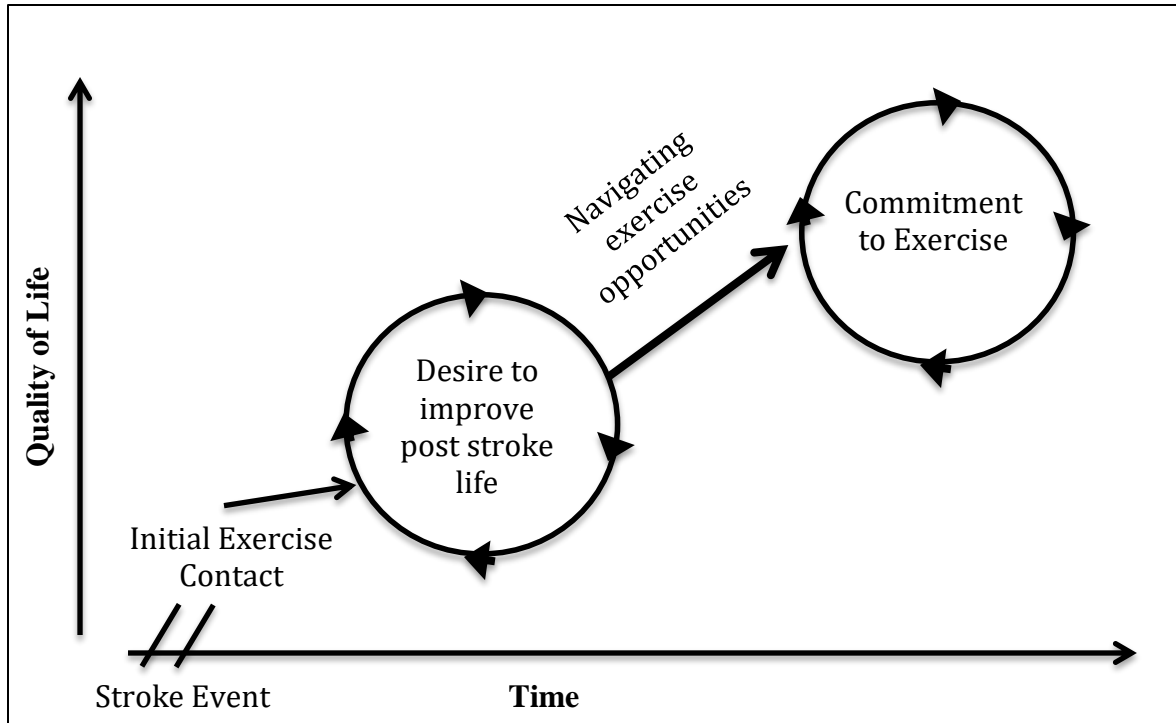 Navigating
exercise
opportunities
Commitment
to Exercise
Quality of Life
Desire to
improve
post stroke
life
Initial Exercise
Contact
Stroke Event
Time